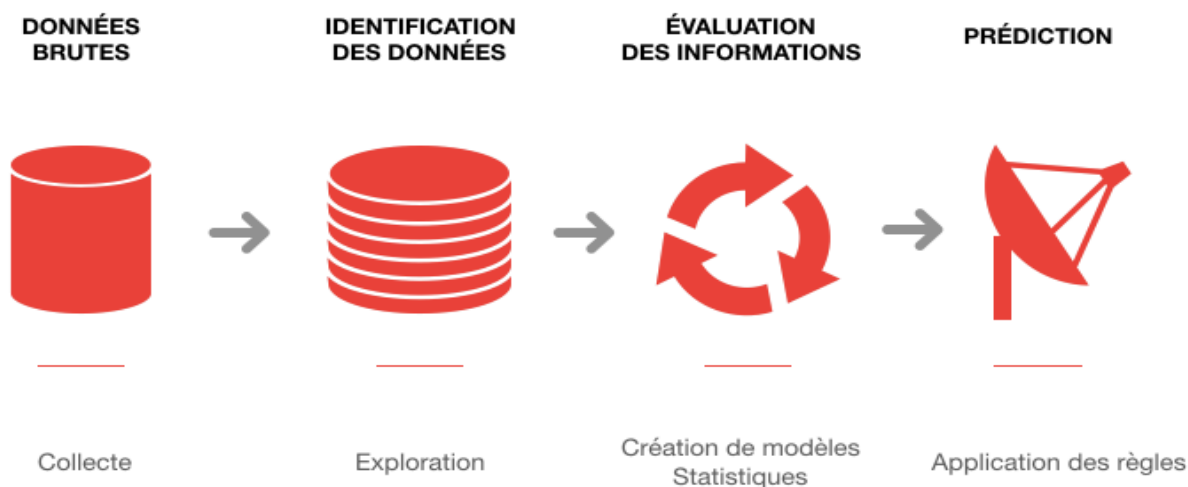 DONNÉES
BRUTES
IDENTIFICATION
DES DONNÉES
ÉVALUATION
DES INFORMATIONS
PRÉDICTION
Collecte
Exploration
Création de modèles
Statistiques
Application des règles